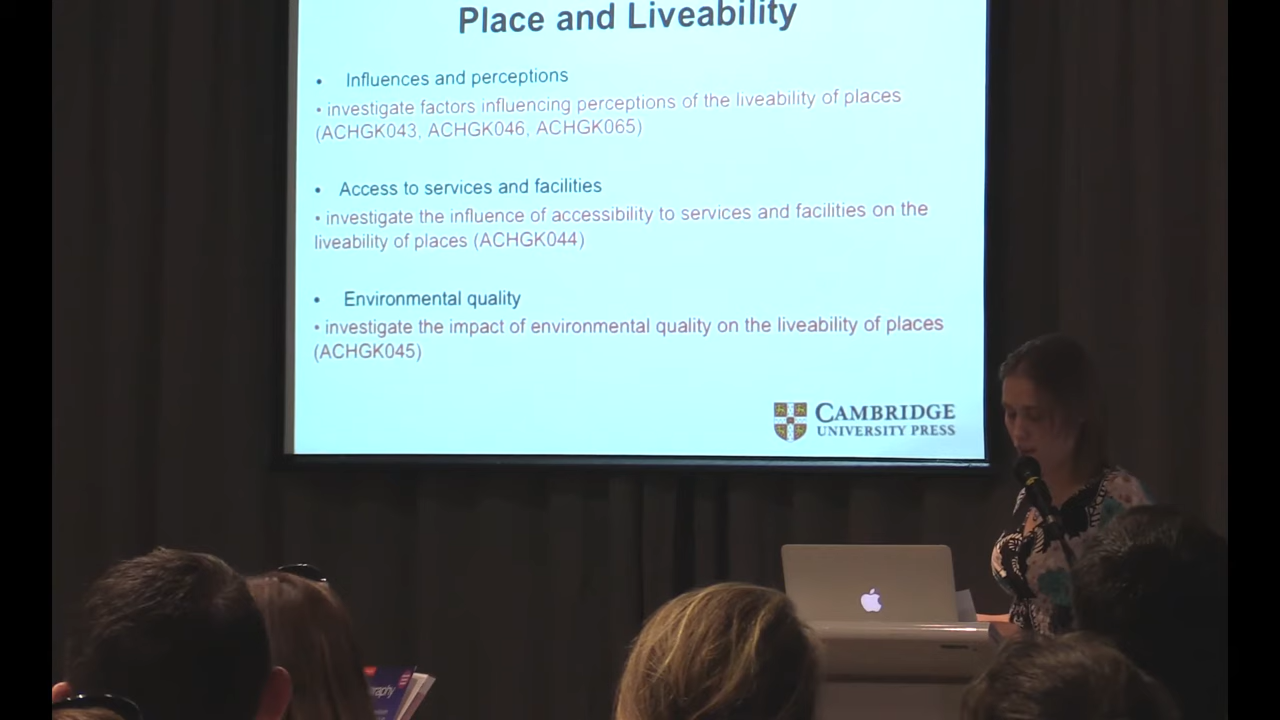 Place and Liveability
• Influences and perceptions
• investigate factors influencing perceptions of the liveability of places
(ACHGK043, ACHGK046, ACHGK065)
• Access to services and facilities
• investigate the influence of accessibility to services and facilities on the
liveability of places (ACHGK044)
• Environmental quality
• investigate the impact of environmental quality on the liveability of places
(ACHGK045)
CAMBRIDGE
UNIVERSITY PRESS